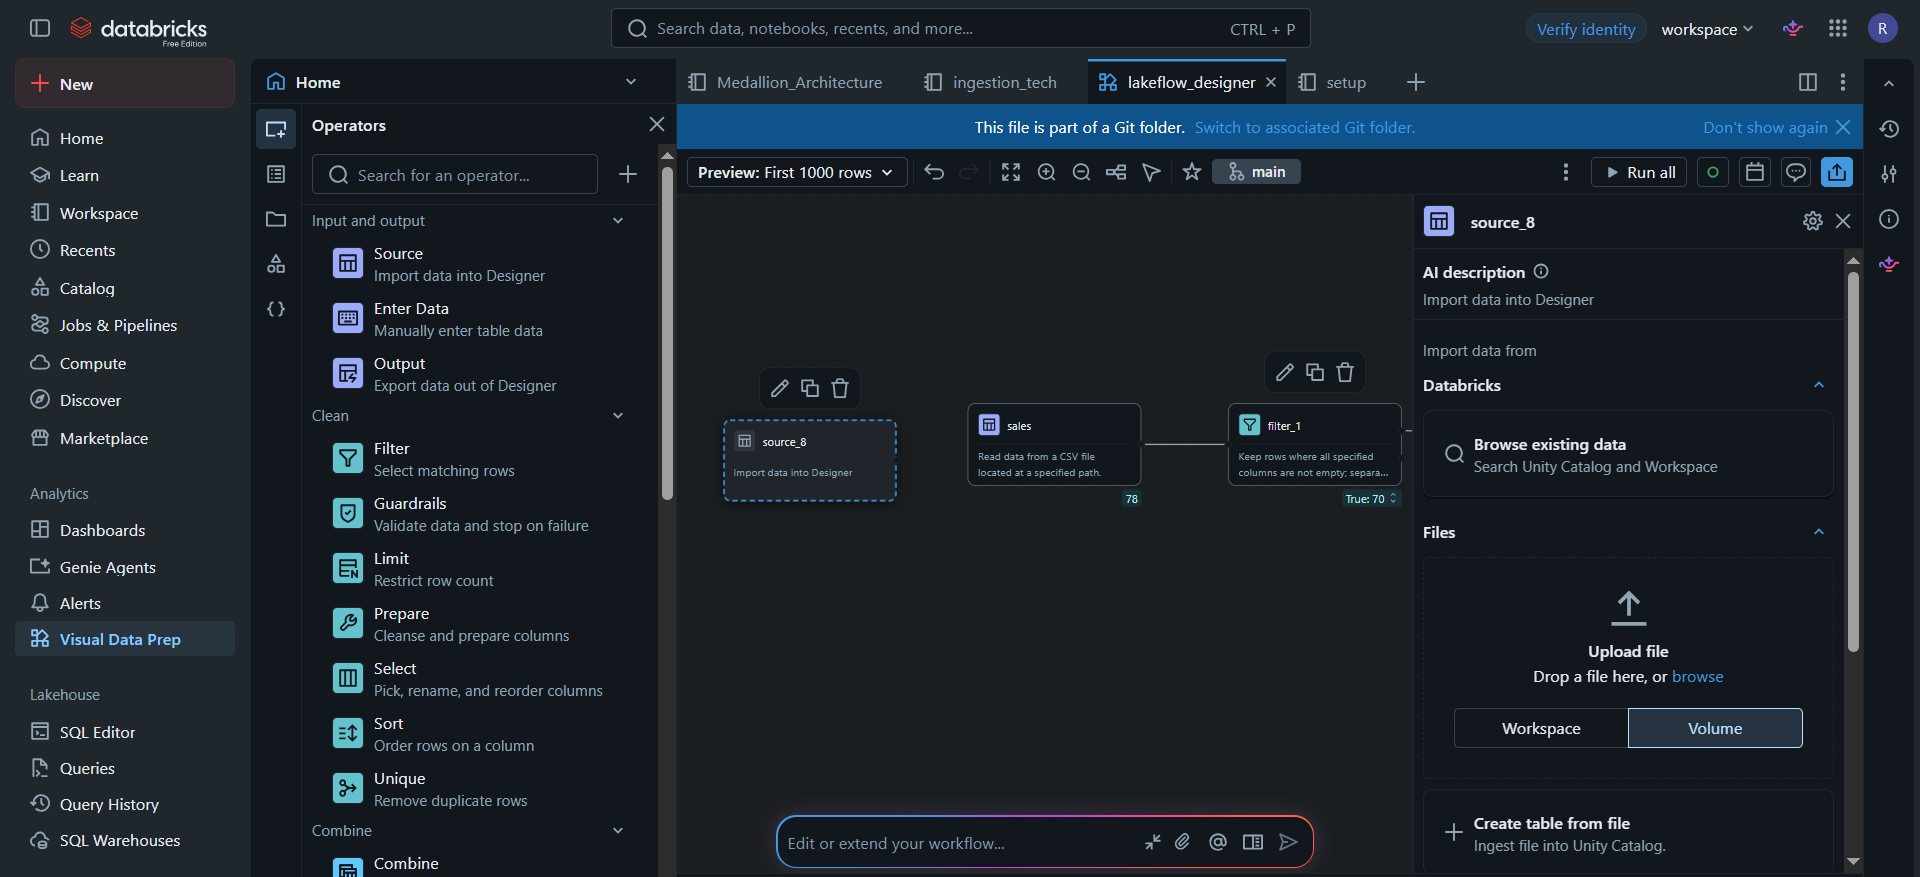 databricks
Free Edition
Search data, notebooks, recents, and more...
CTRL + P
Verify identity
workspace
R
New
Home
Learn
Workspace
Recents
Catalog
Jobs & Pipelines
Compute
Discover
Marketplace
Analytics
Dashboards
Genie Agents
Alerts
Visual Data Prep
Lakehouse
SQL Editor
Queries
Query History
SQL Warehouses
Home
Operators
Search for an operator...
Input and output
Source
Import data into Designer
Enter Data
Manually enter table data
Output
Export data out of Designer
Clean
Filter
Select matching rows
Guardrails
Validate data and stop on failure
Limit
Restrict row count
Prepare
Cleanse and prepare columns
Select
Pick, rename, and reorder columns
Sort
Order rows on a column
Unique
Remove duplicate rows
Combine
Combine
Medallion_Architecture
ingestion_tech
lakeflow_designer
setup
This file is part of a Git folder. Switch to associated Git folder.
Don't show again
Preview: First 1000 rows
main
Run all
source_8
Import data into Designer
sales
Read data from a CSV file
located at a specified path.
78
filter_1
Keep rows where all specified
columns are not empty; separa...
True: 70
Edit or extend your workflow...
source_8
AI description
Import data into Designer
Import data from
Databricks
Browse existing data
Search Unity Catalog and Workspace
Files
Upload file
Drop a file here, or browse
Workspace
Volume
Create table from file
Ingest file into Unity Catalog.